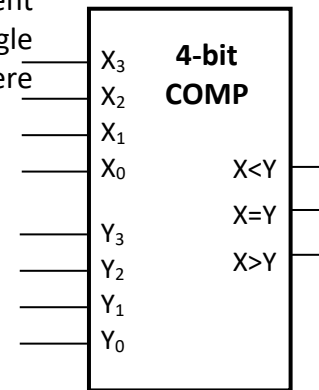 ent
gle
ere
4-bit
COMP
X₃
X₂
X₁
X₀
X<Y
X=Y
X>Y
Y₃
Y₂
Y₁
Y₀